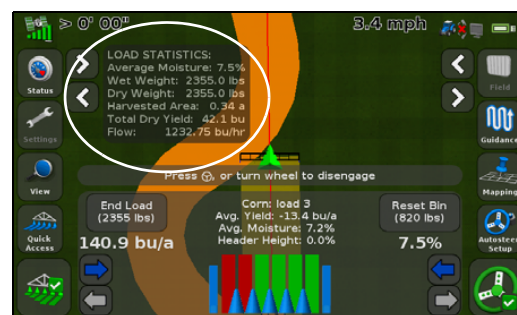 > 0' 00"
3.4 mph
LOAD STATISTICS:
Average Moisture: 7.5%
Wet Weight: 2355.0 lbs
Dry Weight: 2355.0 lbs
Harvested Area: 0.34 a
Total Dry Yield: 42.1 bu
Flow: 1232.75 bu/hr
Status
Field
Settings
Guidance
Press , or turn wheel to disengage
View
Mapping
End Load
(2355 lbs)
Corn: load 3
Avg. Yield: -13.4 bu/a
Avg. Moisture: 7.2%
Header Height: 0.0%
Reset Bin
(820 lbs)
Quick
Access
140.9 bu/a
7.5%
Autosteer
Setup